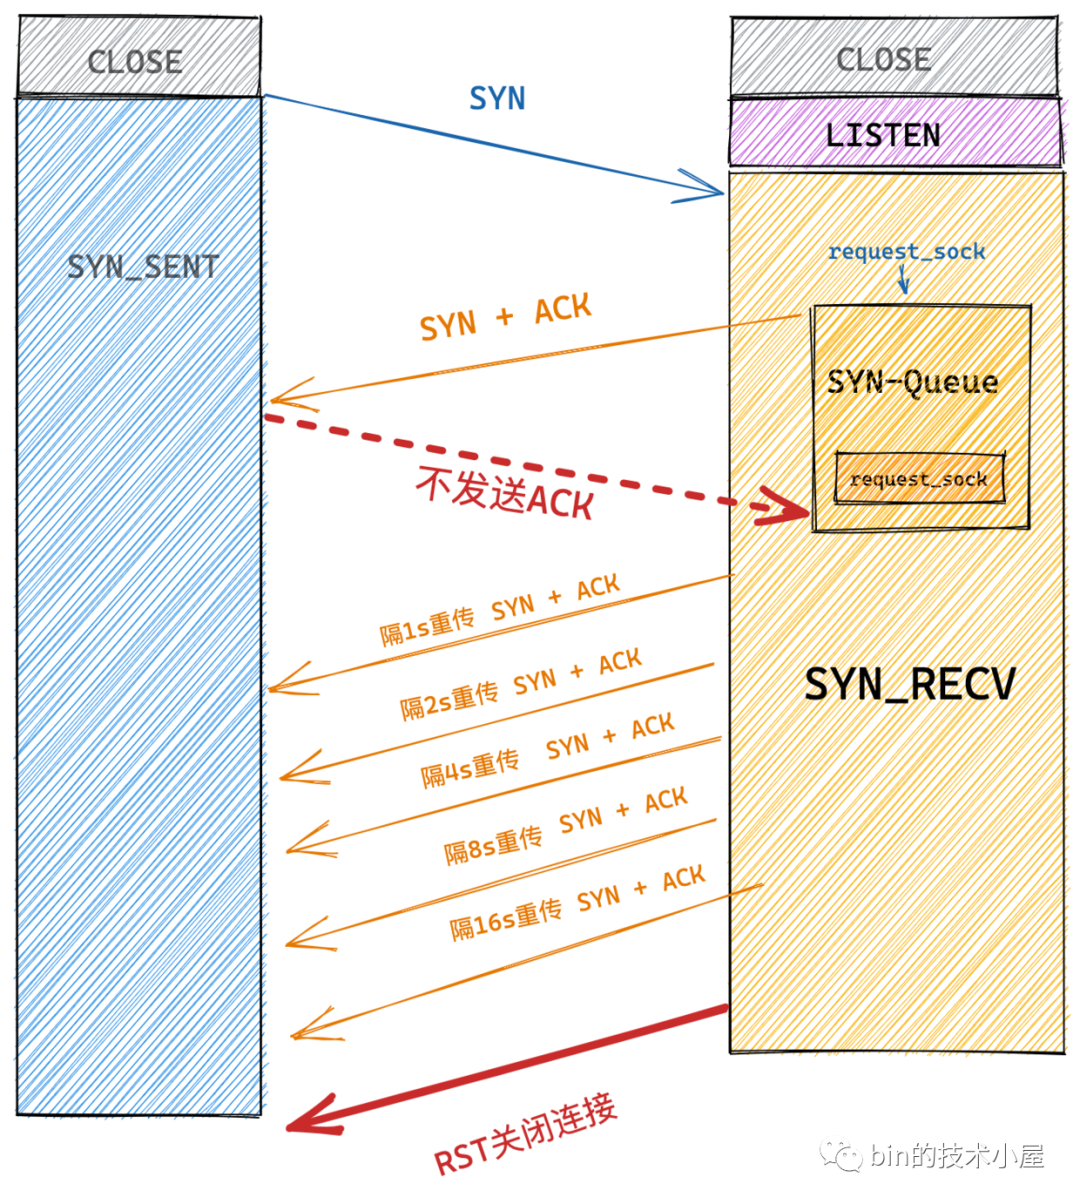 CLOSE
CLOSE
SYN
LISTEN
SYN_SENT
request_sock
SYN + ACK
SYN-Queue
request_sock
不发送ACK
隔1s重传 SYN + ACK
隔2s重传 SYN + ACK
SYN_RECV
隔4s重传 SYN + ACK
隔8s重传 SYN + ACK
隔16s重传 SYN + ACK
RST关闭连接
bin的技术小屋